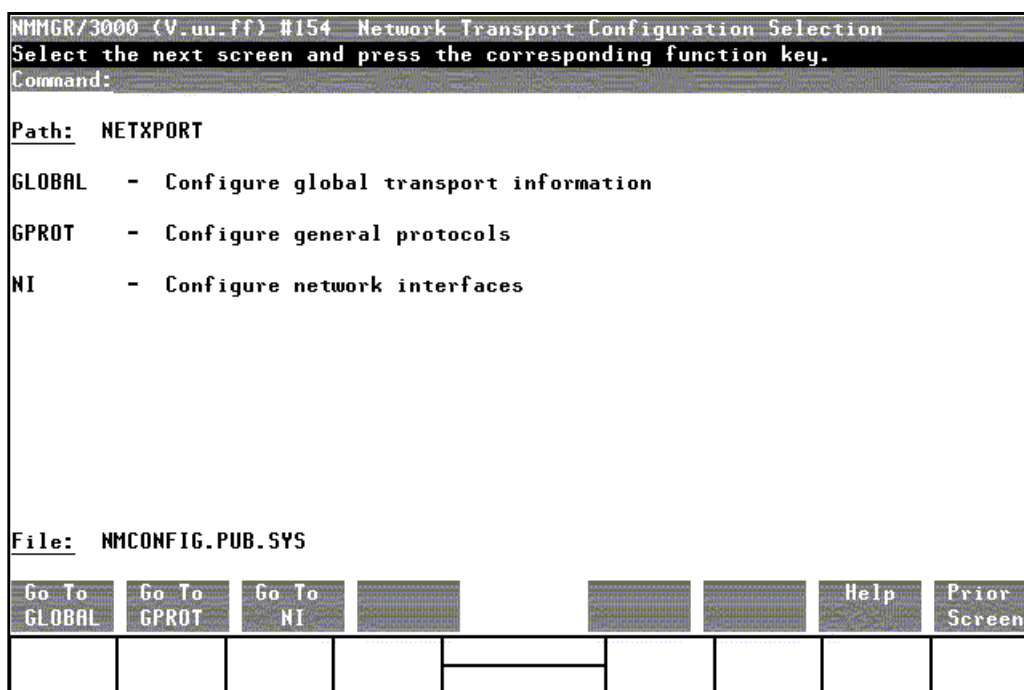 NMMGR/3000 (V.uu.ff) #154 Network Transport Configuration Selection
Select the next screen and press the corresponding function key.
Command:
Path: NETXPORT
GLOBAL - Configure global transport information
GPROT - Configure general protocols
NI - Configure network interfaces
File: NMCONFIG.PUB.SYS
Go To Go To Go To Help Prior
GLOBAL GPROT NI Screen